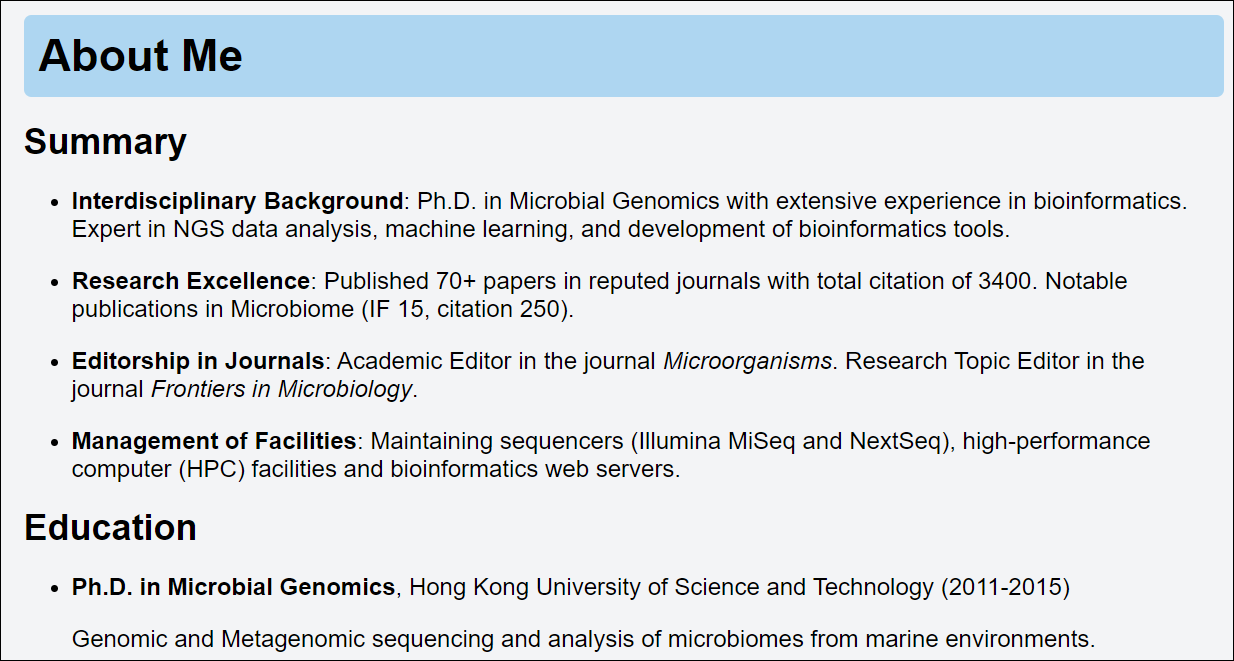 About Me
Summary
Interdisciplinary Background: Ph.D. in Microbial Genomics with extensive experience in bioinformatics.
Expert in NGS data analysis, machine learning, and development of bioinformatics tools.
Research Excellence: Published 70+ papers in reputed journals with total citation of 3400. Notable
publications in Microbiome (IF 15, citation 250).
Editorship in Journals: Academic Editor in the journal Microorganisms. Research Topic Editor in the
journal Frontiers in Microbiology.
Management of Facilities: Maintaining sequencers (Illumina MiSeq and NextSeq), high-performance
computer (HPC) facilities and bioinformatics web servers.
Education
Ph.D. in Microbial Genomics, Hong Kong University of Science and Technology (2011-2015)
Genomic and Metagenomic sequencing and analysis of microbiomes from marine environments.